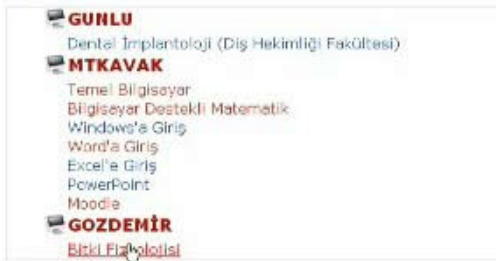 GUNLU
Dental İmplantoloji (Diş Hekimliği Fakültesi)
MTKAVAK
Temel Bilgisayar
Bilgisayar Destekli Matematik
Windows'a Giriş
Word'a Giriş
Excel'e Giriş
PowerPoint
Moodle
GOZDEMİR
Bitki Fizyolojisi